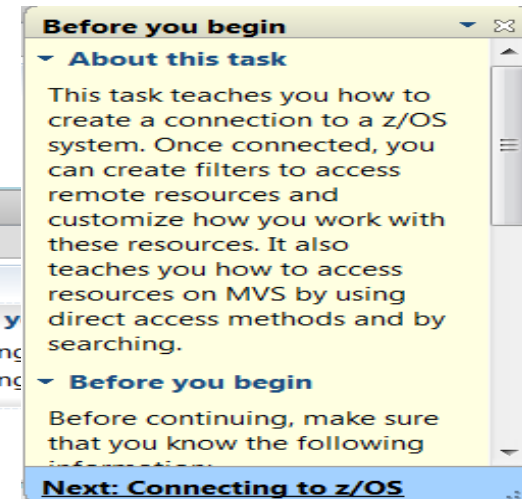 Before you begin
About this task
This task teaches you how to
create a connection to a z/OS
system. Once connected, you
can create filters to access
remote resources and
customize how you work with
these resources. It also
teaches you how to access
resources on MVS by using
direct access methods and by
searching.
Before you begin
Before continuing, make sure
that you know the following
Next: Connecting to z/OS